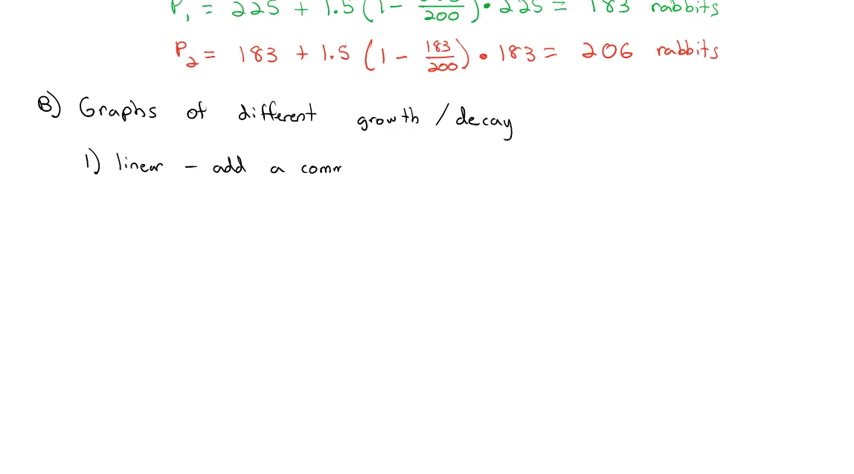 P₁ = 225 + 1.5 (1 - /200) • 225 = 183 rabbits
P₂ = 183 + 1.5 (1 - 183/200) • 183 = 206 rabbits
B) Graphs of different growth / decay
1) linear - add a comm